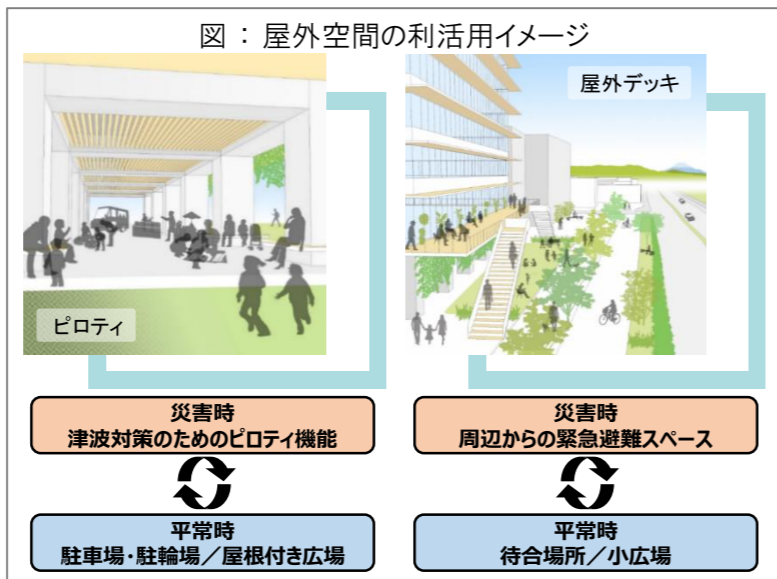 図 : 屋外空間の利活用イメージ
ピロティ
屋外デッキ
災害時
津波対策のためのピロティ機能
平常時
駐車場・駐輪場／屋根付き広場
災害時
周辺からの緊急避難スペース
平常時
待合場所／小広場